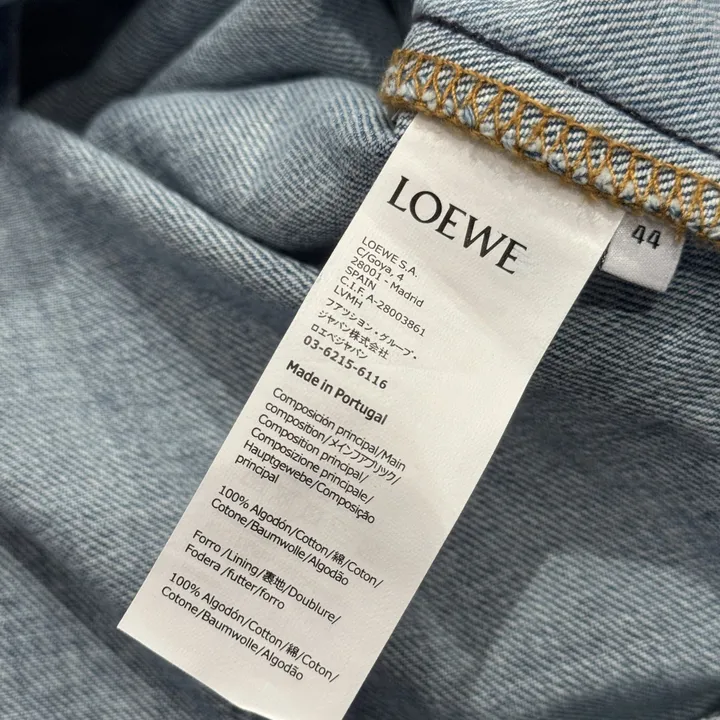 LOEWE
44
LOEWE S.A.
C/Goya, 4
28001 - Madrid
SPAIN
C.I.F. A-28003861
LVMH
ファッション・グループ・
ジャパン株式会社
ロエベジャパン
03-6215-6116
Made in Portugal
Composición principal/Main
composition/メインファブリック/
Composition principal/
Composizione principale/
Hauptgewebe/Composição
principal
100% Algodón/Cotton/綿/Coton/
Cotone/Baumwolle/Algodão
Forro /Lining/裏地/Doublure/
Fodera /futter/forro
100% Algodón/Cotton/綿/Coton/
Cotone/Baumwolle/Algodão